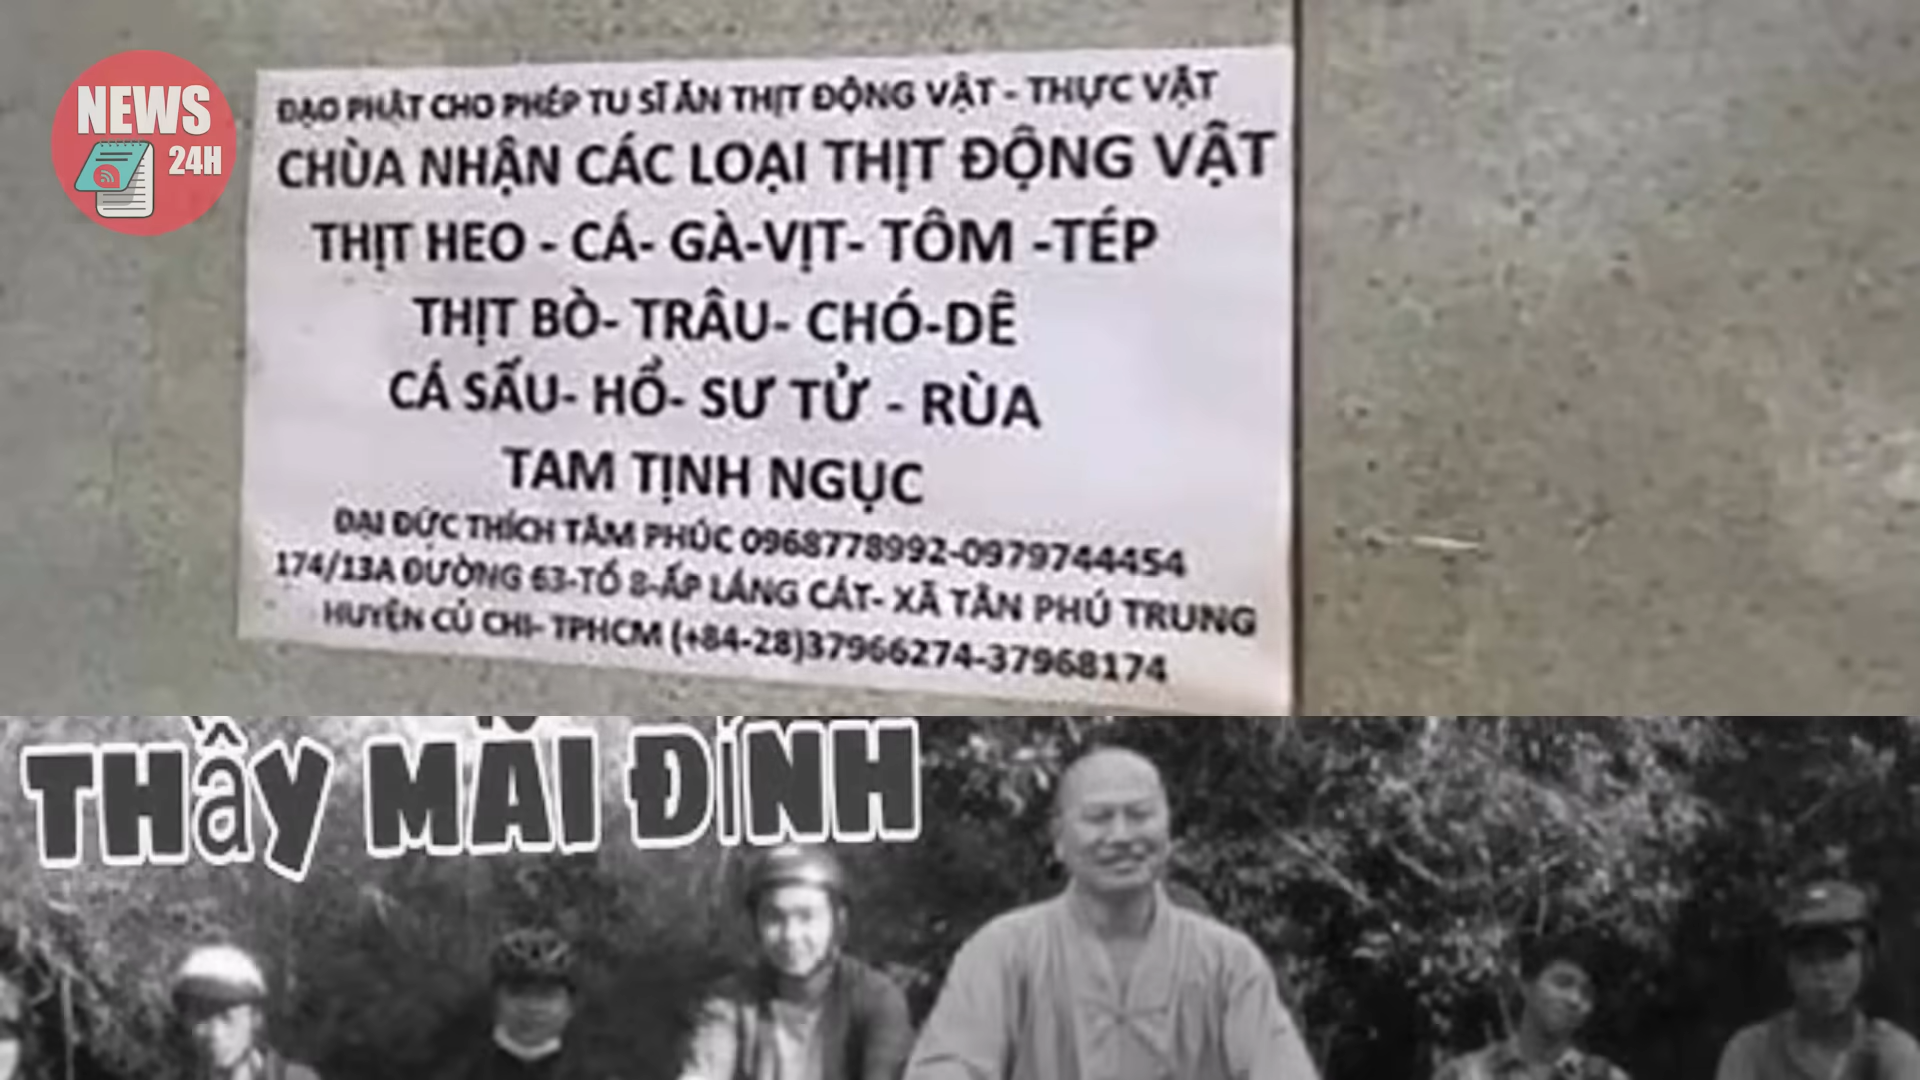 NEWS
24H
ĐẠO PHẬT CHO PHÉP TU SĨ ĂN THỊT ĐỘNG VẬT - THỰC VẬT
CHÙA NHẬN CÁC LOẠI THỊT ĐỘNG VẬT
THỊT HEO - CÁ- GÀ-VỊT- TÔM -TÉP
THỊT BÒ- TRÂU- CHÓ-DÊ
CÁ SẤU- HỔ- SƯ TỬ - RÙA
TAM TỊNH NGỤC
ĐẠI ĐỨC THÍCH TÂM PHÚC 0968778992-0979744454
174/13A ĐƯỜNG 63-TỔ 8-ẤP LÁNG CÁT- XÃ TÂN PHÚ TRUNG
HUYỆN CỦ CHI- TPHCM (+84-28)37966274-37968174
THầY MÃI ĐỈNH